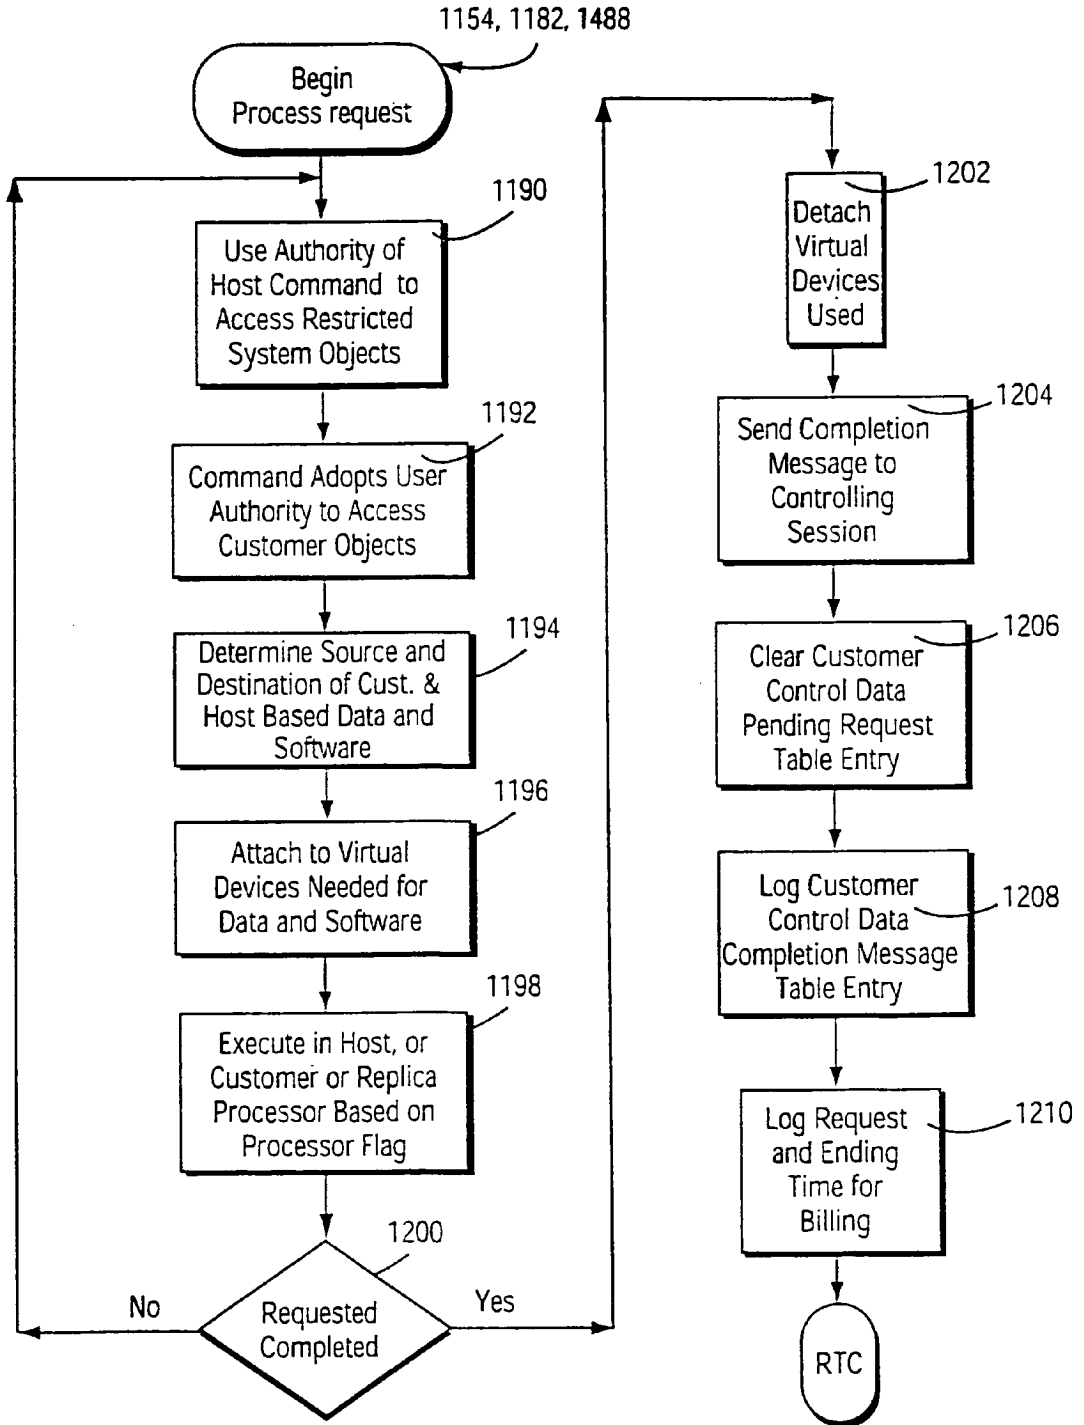 1154, 1182, 1488
Begin
Process request
1190
Use Authority of
Host Command to
Access Restricted
System Objects
1192
Command Adopts User
Authority to Access
Customer Objects
1194
Determine Source and
Destination of Cust. &
Host Based Data and
Software
1196
Attach to Virtual
Devices Needed for
Data and Software
1198
Execute in Host, or
Customer or Replica
Processor Based on
Processor Flag
1200
Requested
Completed
No
Yes
1202
Detach
Virtual
Devices
Used
1204
Send Completion
Message to
Controlling
Session
1206
Clear Customer
Control Data
Pending Request
Table Entry
1208
Log Customer
Control Data
Completion Message
Table Entry
1210
Log Request
and Ending
Time for
Billing
RTC